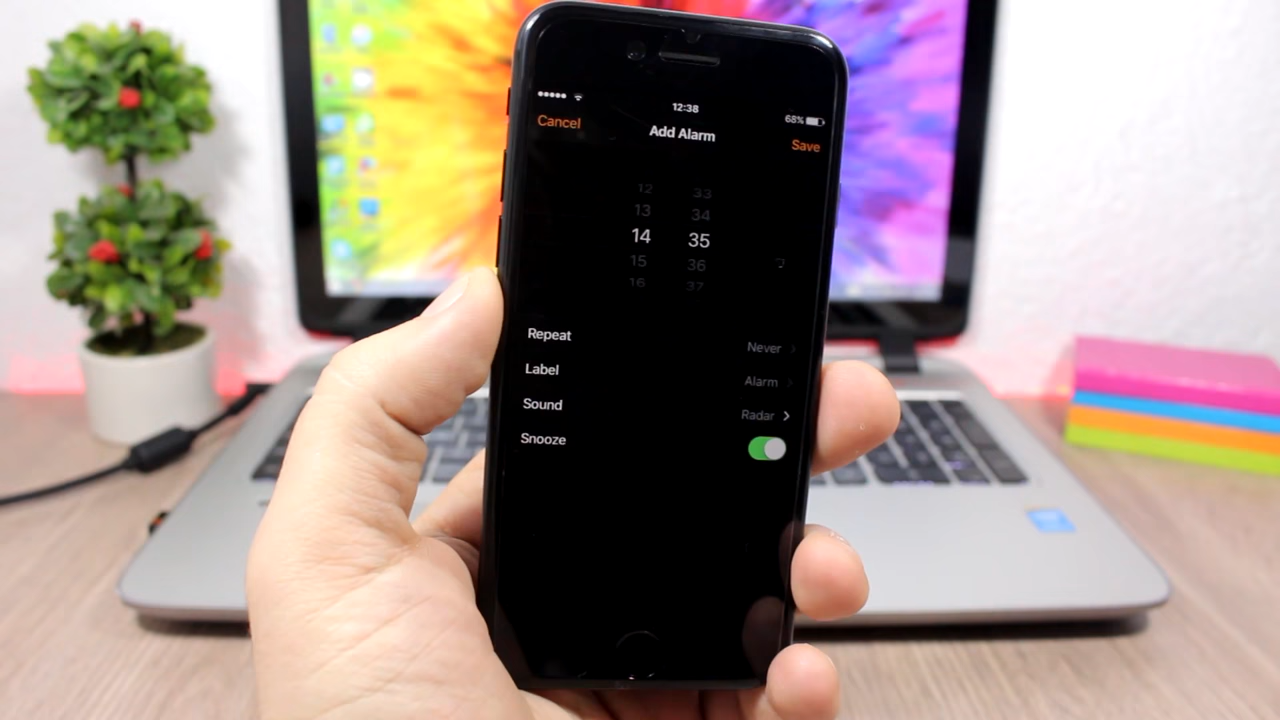 12:38
68%
Cancel
Add Alarm
Save
12 33
13 34
14 35
15 36
16 37
Repeat Never
Label Alarm
Sound Radar
Snooze